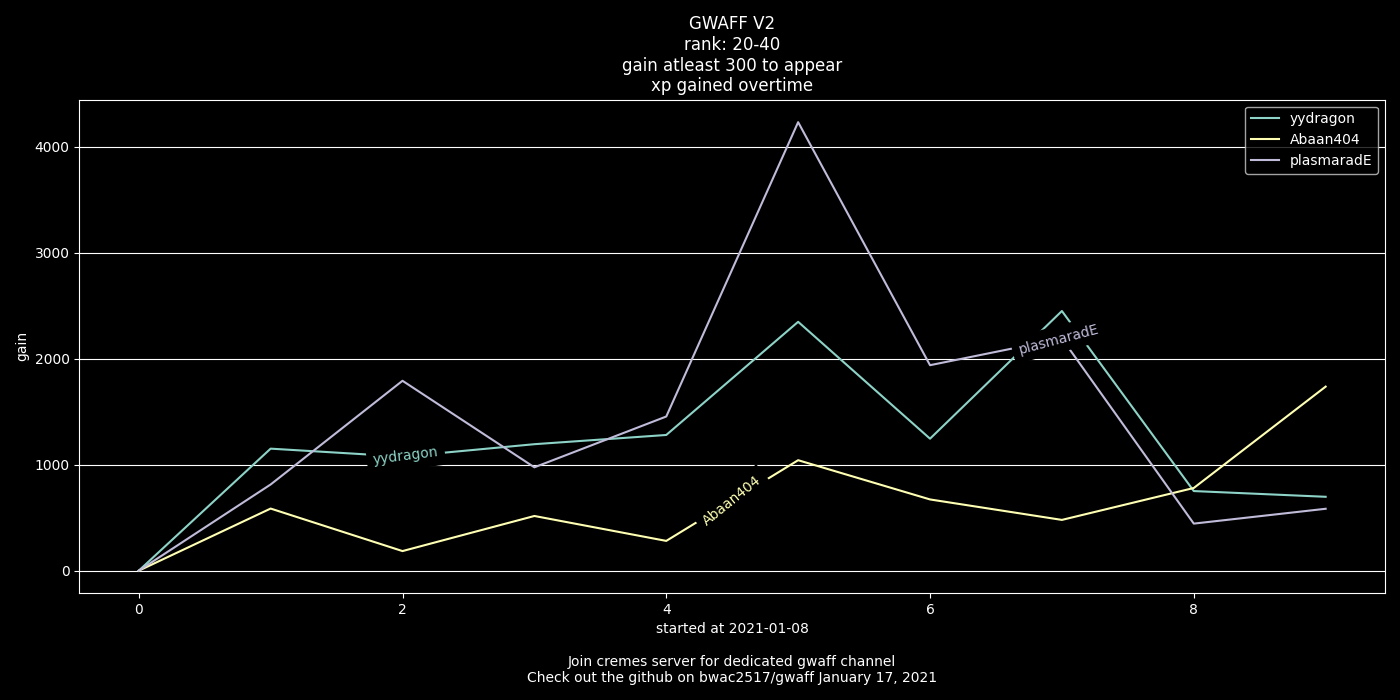 GWAFF V2
rank: 20-40
gain atleast 300 to appear
xp gained overtime
yydragon
Abaan404
plasmaradE
4000
3000
2000
1000
0
gain
plasmaradE
yydragon
Abaan404
0 2 4 6 8
started at 2021-01-08
Join cremes server for dedicated gwaff channel
Check out the github on bwac2517/gwaff January 17, 2021